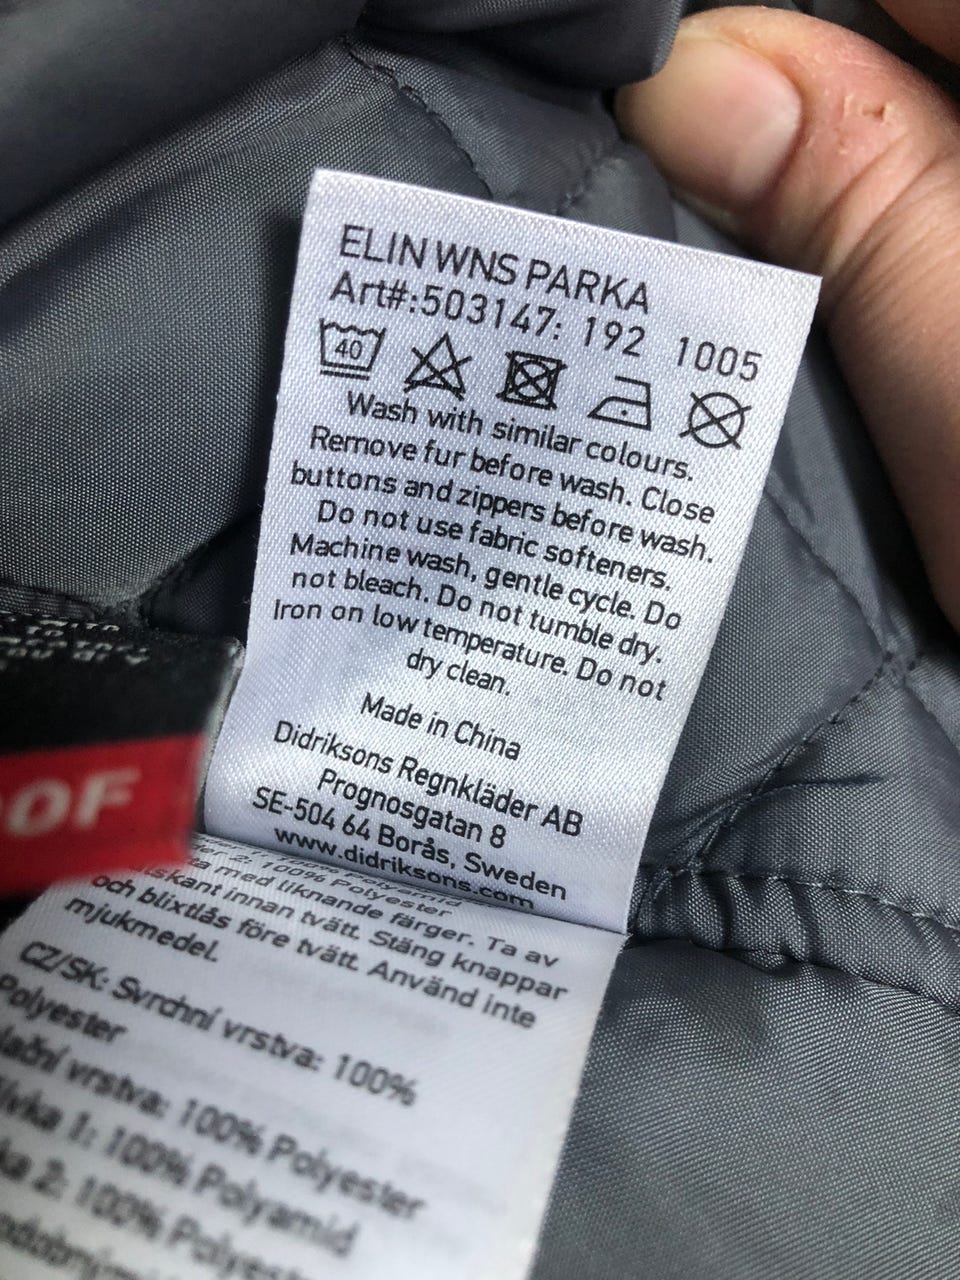 ELIN WNS PARKA
Art#:503147: 192 1005
40
Wash with similar colours.
Remove fur before wash. Close
buttons and zippers before wash.
Do not use fabric softeners.
Machine wash, gentle cycle. Do
not bleach. Do not tumble dry.
Iron on low temperature. Do not
dry clean.
Made in China
Didriksons Regnkläder AB
Prognosgatan 8
SE-504 64 Borås, Sweden
www.didriksons.com
2: 100% Polyester
med liknande färger. Ta av
innan tvätt. Stäng knappar
och blixtlås före tvätt. Använd inte
mjukmedel.
CZ/SK: Svrchní vrstva: 100%
Polyester
vrstva: 100% Polyester
1: 100% Polyamid
2: 100%
OOF